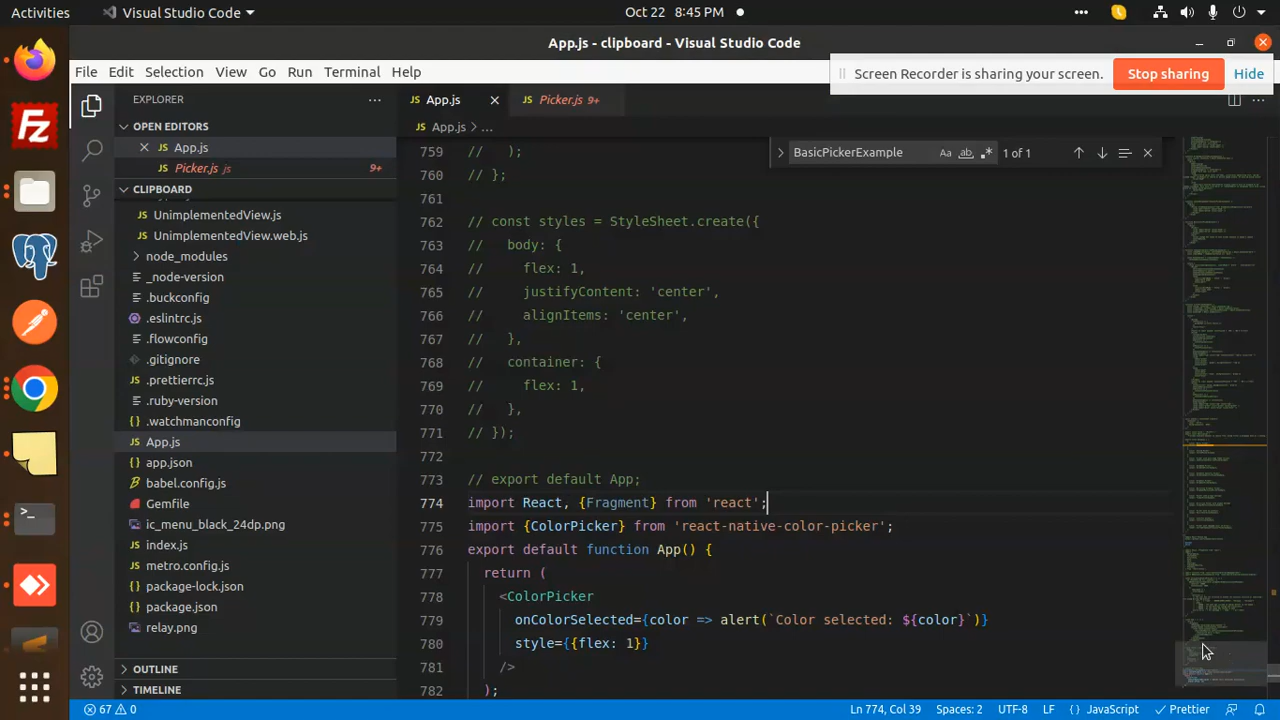 Activities
Visual Studio Code
Oct 22 8:45 PM
App.js - clipboard - Visual Studio Code
File Edit Selection View Go Run Terminal Help
Screen Recorder is sharing your screen. Stop sharing Hide
EXPLORER
App.js
Picker.js 9+
OPEN EDITORS
App.js
Picker.js js 9+
CLIPBOARD
UnimplementedView.js
UnimplementedView.web.js
node_modules
_node-version
.buckconfig
.eslintrc.js
.flowconfig
.gitignore
.prettierrc.js
.ruby-version
.watchmanconfig
App.js
app.json
babel.config.js
Gemfile
ic_menu_black_24dp.png
index.js
metro.config.js
package-lock.json
package.json
relay.png
OUTLINE
TIMELINE
App.js > ...
BasicPickerExample Aa ab 1 of 1
759 //   );
760 // };
761
762 // const styles = StyleSheet.create({
763 //   body: {
764 //     flex: 1,
765 //     justifyContent: 'center',
766 //     alignItems: 'center',
767 //   },
768 //   container: {
769 //     flex: 1,
770 //   },
771 // });
772
773 // export default App;
774 import React, {Fragment} from 'react';
775 import {ColorPicker} from 'react-native-color-picker';
776 export default function App() {
777   return (
778     <ColorPicker
779       onColorSelected={color => alert(`Color selected: ${color}`)}
780       style={{flex: 1}}
781     />
782   );
67 0
Ln 774, Col 39 Spaces: 2 UTF-8 LF { } JavaScript Prettier